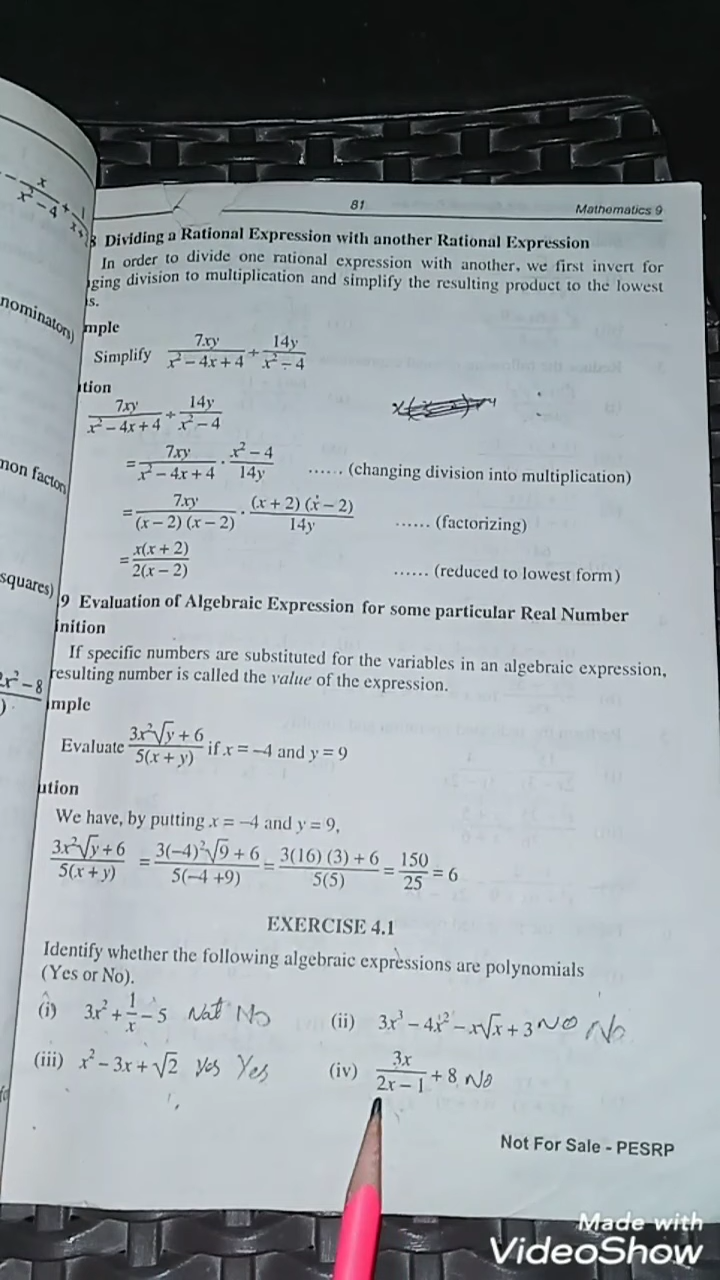 81
Mathematics 9
x/(x² – 4) + 1/x
8 Dividing a Rational Expression with another Rational Expression
In order to divide one rational expression with another, we first invert for
ging division to multiplication and simplify the resulting product to the lowest
s.
nominator)
mple
Simplify 7xy/(x² – 4x + 4) ÷ 14y/(x² – 4)
tion
7xy/(x² – 4x + 4) ÷ 14y/(x² – 4)
= 7xy/(x² – 4x + 4) · (x² – 4)/14y ...... (changing division into multiplication)
non factor
= 7xy/((x – 2) (x – 2)) · ((x + 2) (x – 2))/14y ...... (factorizing)
= x(x + 2)/(2(x – 2)) ...... (reduced to lowest form)
squares)
9 Evaluation of Algebraic Expression for some particular Real Number
inition
If specific numbers are substituted for the variables in an algebraic expression,
resulting number is called the value of the expression.
2x² – 8
)
mple
Evaluate (3x²√y + 6)/(5(x + y)) if x = –4 and y = 9
ution
We have, by putting x = –4 and y = 9,
(3x²√y + 6)/(5(x + y)) = (3(–4)²√9 + 6)/(5(–4 +9)) = (3(16) (3) + 6)/(5(5)) = 150/25 = 6
EXERCISE 4.1
Identify whether the following algebraic expressions are polynomials
(Yes or No).
(i) 3x² + 1/x – 5 Not No (ii) 3x³ – 4x² – x√x + 3 NO No
(iii) x² – 3x + √2 yes Yes (iv) 3x/(2x – 1) + 8 No
Not For Sale - PESRP
Made with
VideoShow